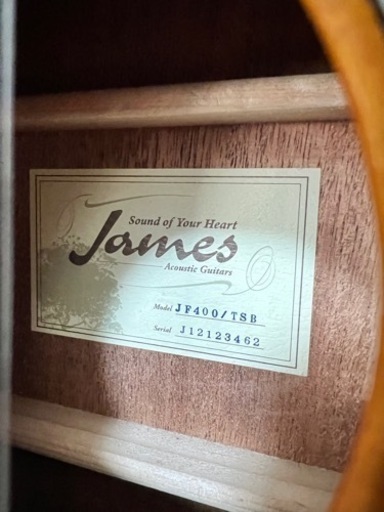 Sound of Your Heart
James
Acoustic Guitars
Model JF400/TSB
Serial J12123462